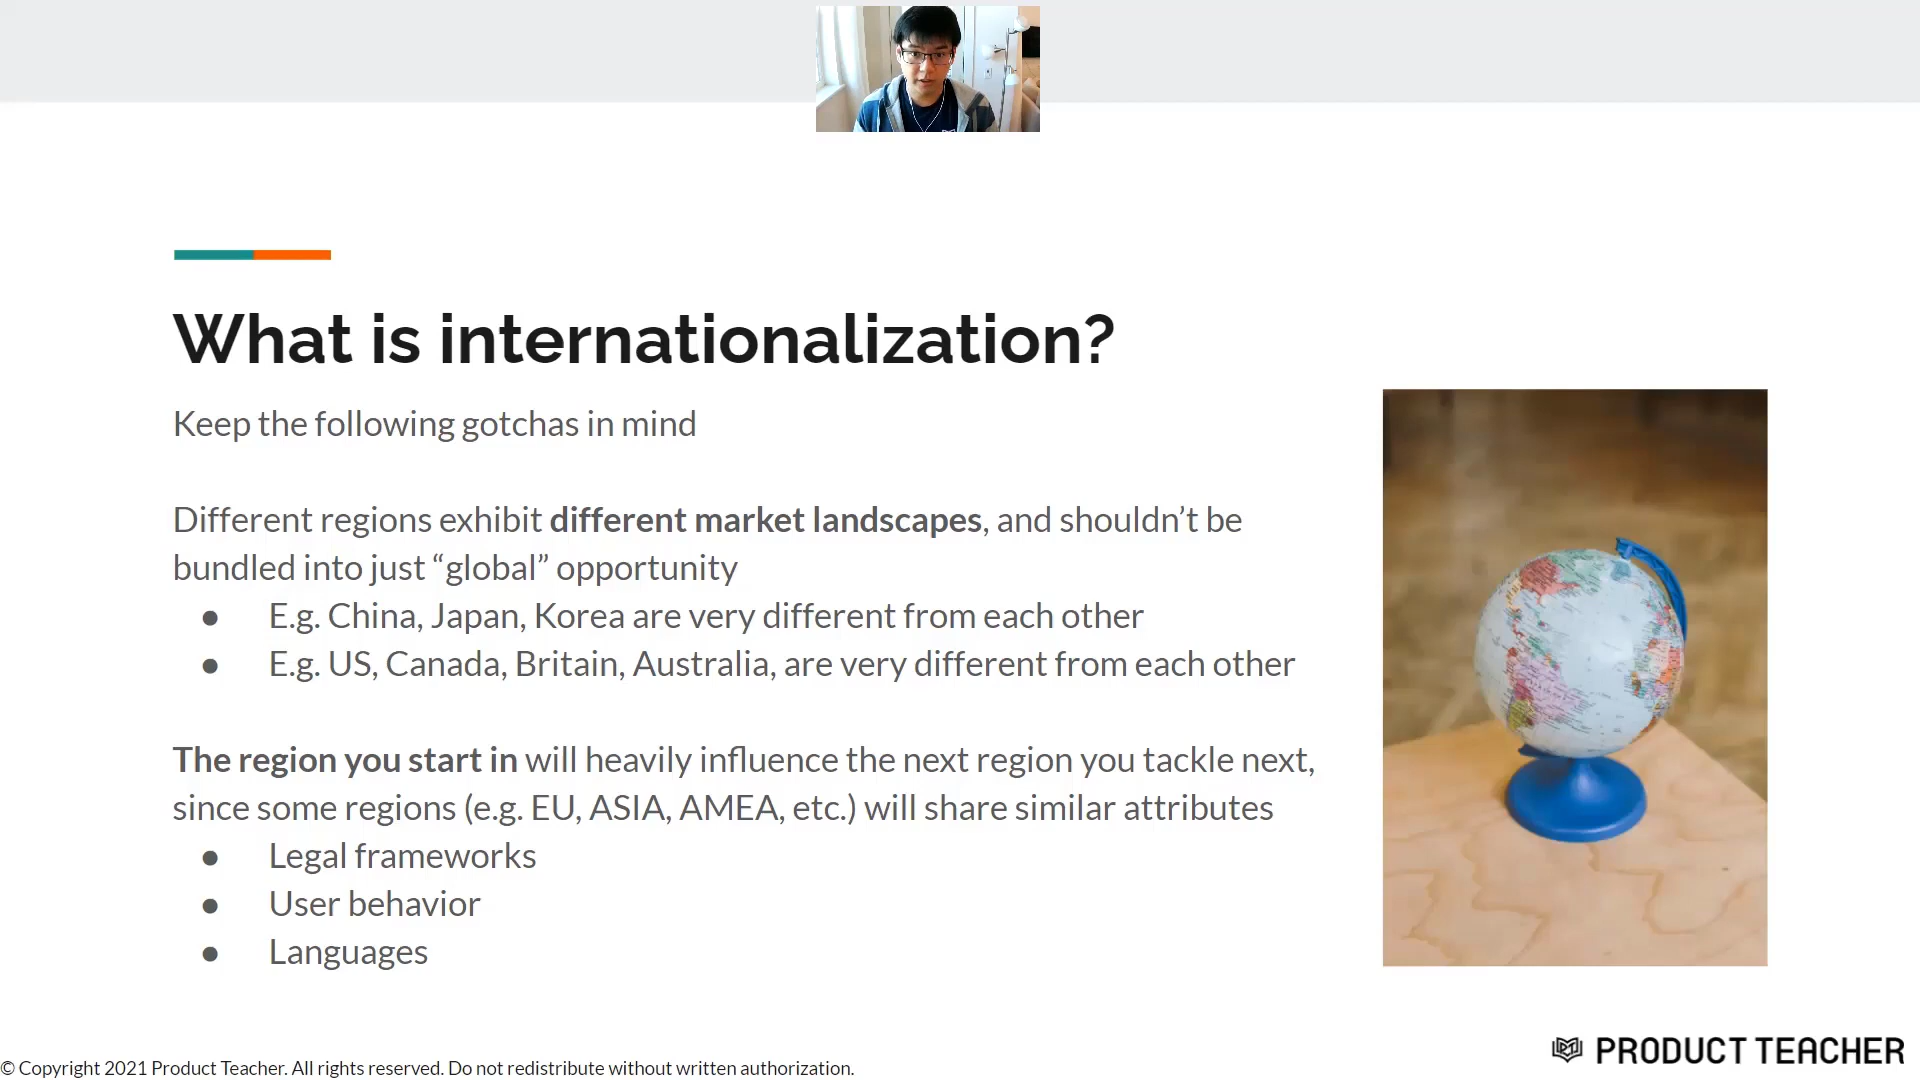 What is internationalization?
Keep the following gotchas in mind
Different regions exhibit different market landscapes, and shouldn’t be
bundled into just “global” opportunity
● E.g. China, Japan, Korea are very different from each other
● E.g. US, Canada, Britain, Australia, are very different from each other
The region you start in will heavily influence the next region you tackle next,
since some regions (e.g. EU, ASIA, AMEA, etc.) will share similar attributes
● Legal frameworks
● User behavior
● Languages
PRODUCT TEACHER
© Copyright 2021 Product Teacher. All rights reserved. Do not redistribute without written authorization.